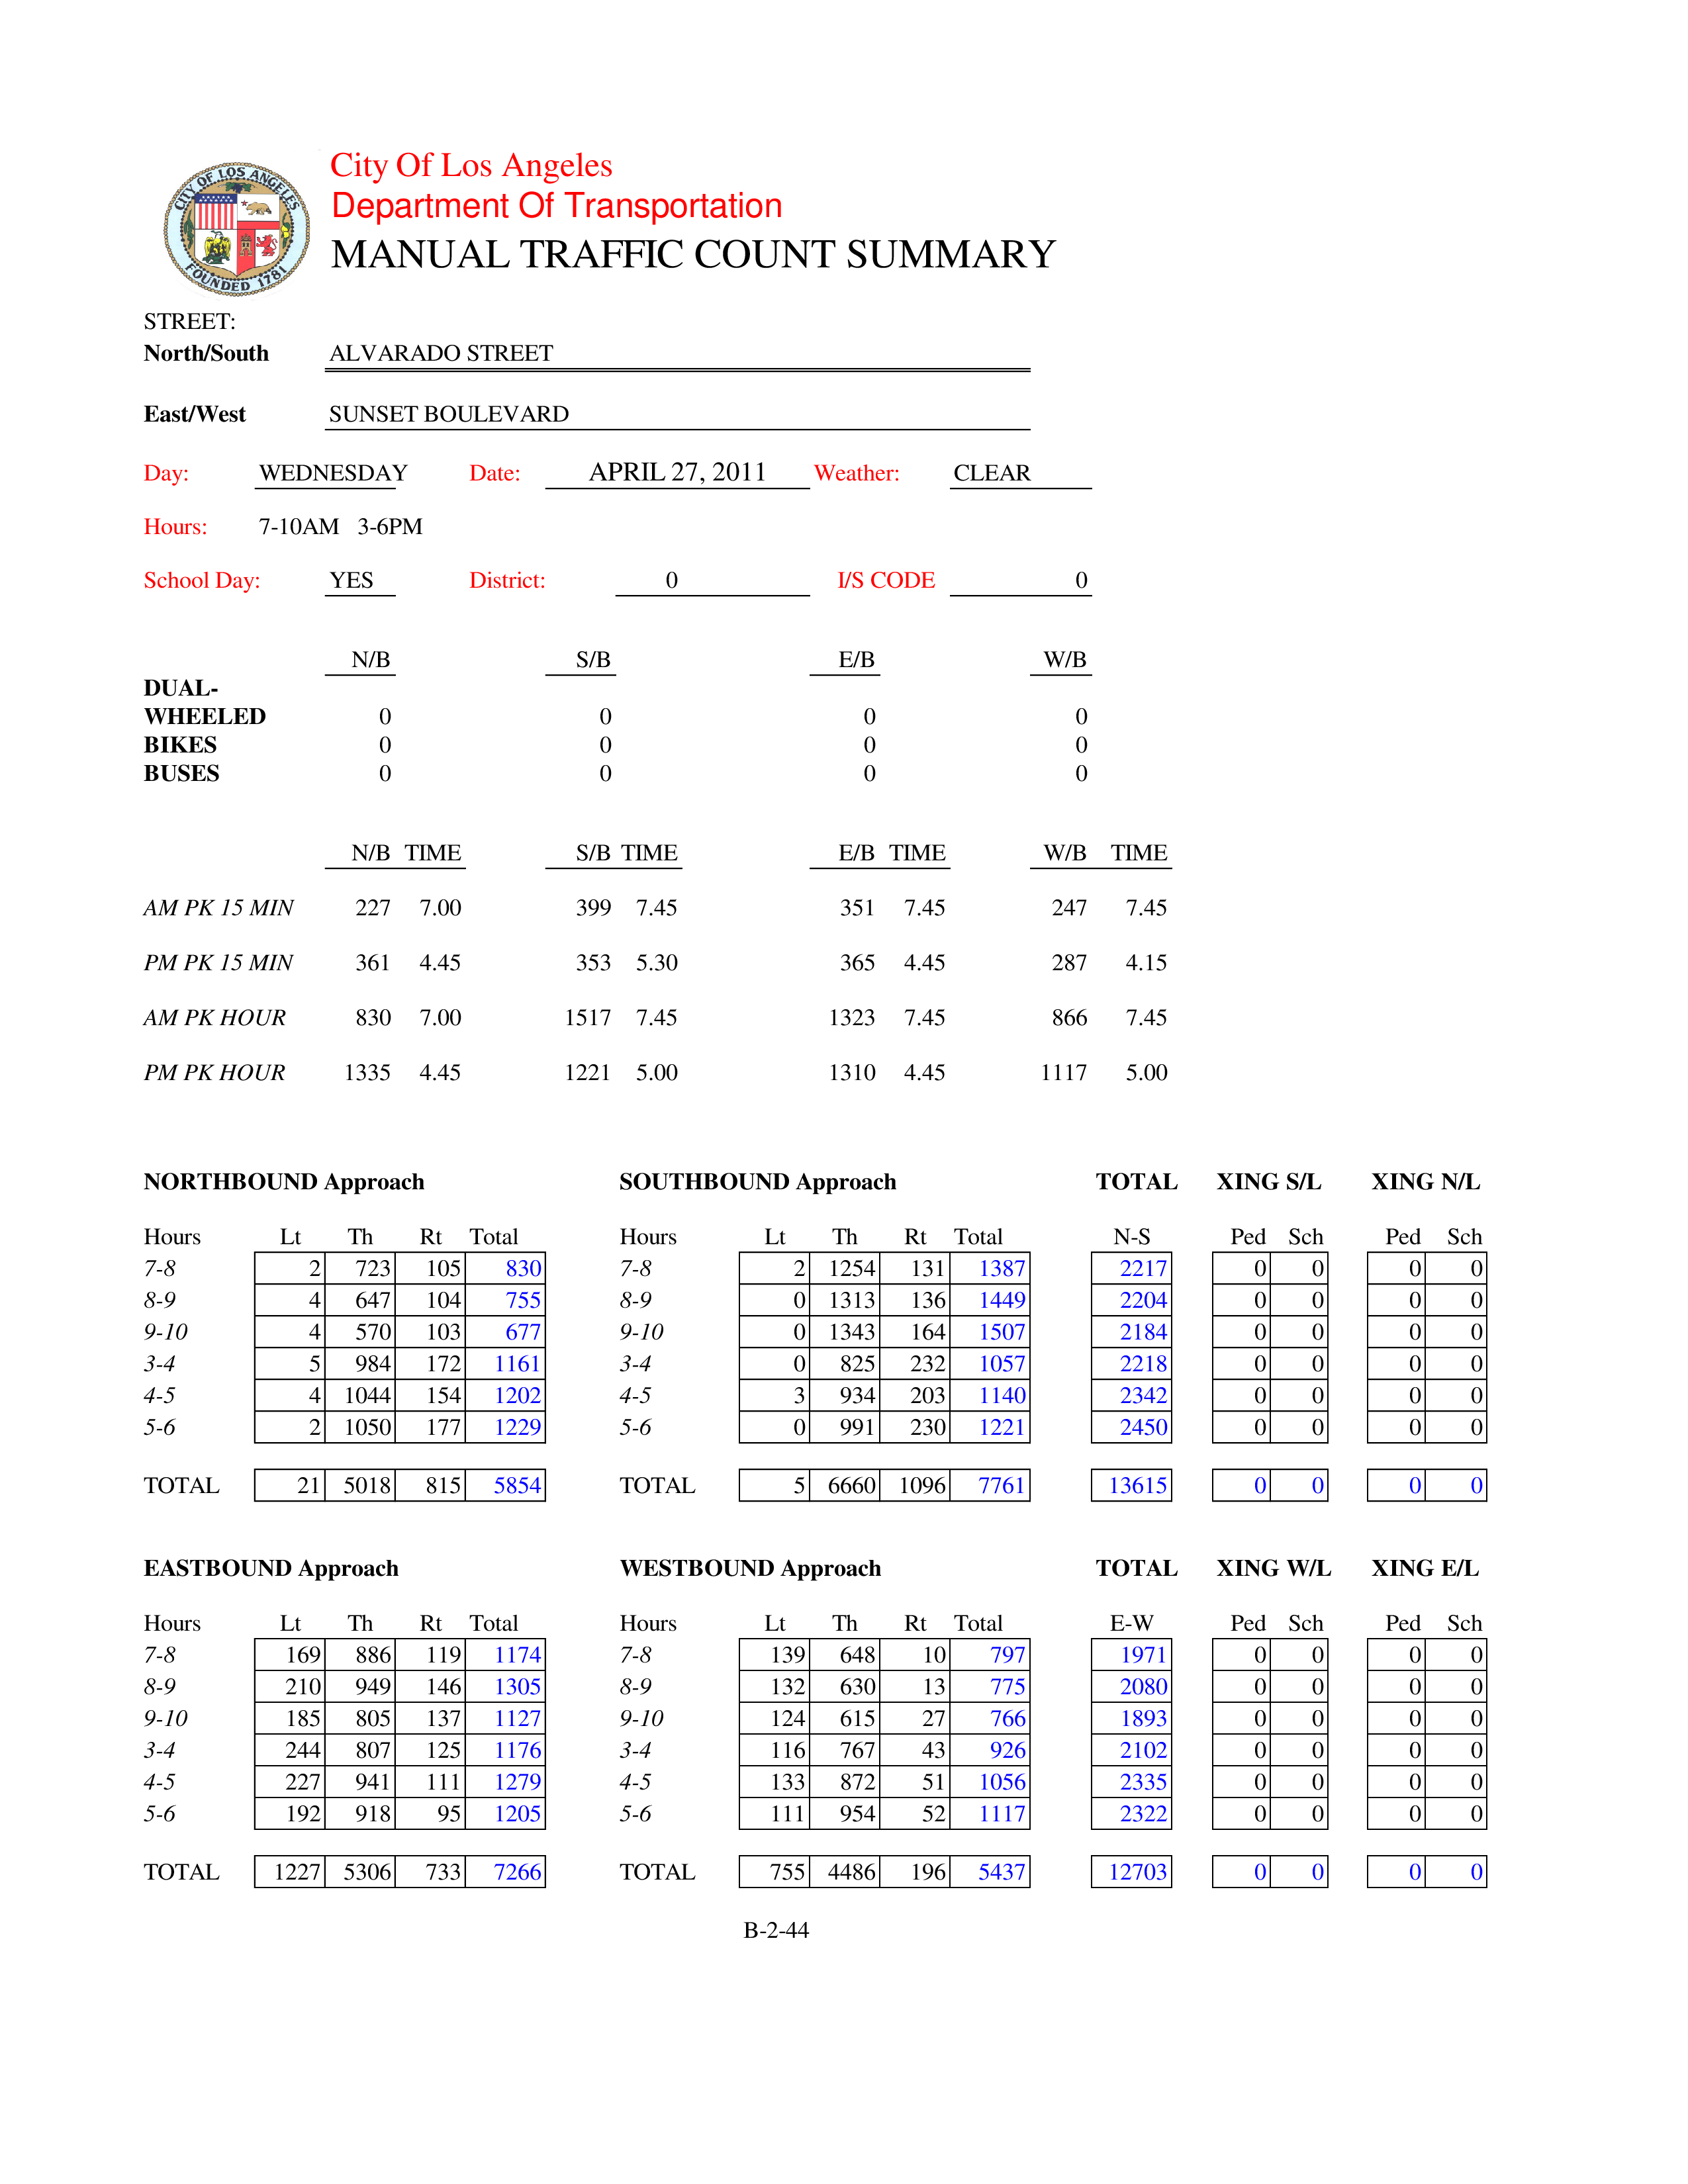 CITY OF LOS ANGELES
FOUNDED 1781
City Of Los Angeles
Department Of Transportation
MANUAL TRAFFIC COUNT SUMMARY
STREET:
North/South ALVARADO STREET
East/West SUNSET BOULEVARD
Day: WEDNESDAY Date: APRIL 27, 2011 Weather: CLEAR
Hours: 7-10AM 3-6PM
School Day: YES District: 0 I/S CODE 0
N/B S/B E/B W/B
DUAL-
WHEELED 0 0 0 0
BIKES 0 0 0 0
BUSES 0 0 0 0
N/B TIME S/B TIME E/B TIME W/B TIME
AM PK 15 MIN 227 7.00 399 7.45 351 7.45 247 7.45
PM PK 15 MIN 361 4.45 353 5.30 365 4.45 287 4.15
AM PK HOUR 830 7.00 1517 7.45 1323 7.45 866 7.45
PM PK HOUR 1335 4.45 1221 5.00 1310 4.45 1117 5.00
NORTHBOUND Approach SOUTHBOUND Approach TOTAL XING S/L XING N/L
Hours Lt Th Rt Total Hours Lt Th Rt Total N-S Ped Sch Ped Sch
7-8 2 723 105 830 7-8 2 1254 131 1387 2217 0 0 0 0
8-9 4 647 104 755 8-9 0 1313 136 1449 2204 0 0 0 0
9-10 4 570 103 677 9-10 0 1343 164 1507 2184 0 0 0 0
3-4 5 984 172 1161 3-4 0 825 232 1057 2218 0 0 0 0
4-5 4 1044 154 1202 4-5 3 934 203 1140 2342 0 0 0 0
5-6 2 1050 177 1229 5-6 0 991 230 1221 2450 0 0 0 0
TOTAL 21 5018 815 5854 TOTAL 5 6660 1096 7761 13615 0 0 0 0
EASTBOUND Approach WESTBOUND Approach TOTAL XING W/L XING E/L
Hours Lt Th Rt Total Hours Lt Th Rt Total E-W Ped Sch Ped Sch
7-8 169 886 119 1174 7-8 139 648 10 797 1971 0 0 0 0
8-9 210 949 146 1305 8-9 132 630 13 775 2080 0 0 0 0
9-10 185 805 137 1127 9-10 124 615 27 766 1893 0 0 0 0
3-4 244 807 125 1176 3-4 116 767 43 926 2102 0 0 0 0
4-5 227 941 111 1279 4-5 133 872 51 1056 2335 0 0 0 0
5-6 192 918 95 1205 5-6 111 954 52 1117 2322 0 0 0 0
TOTAL 1227 5306 733 7266 TOTAL 755 4486 196 5437 12703 0 0 0 0
B-2-44